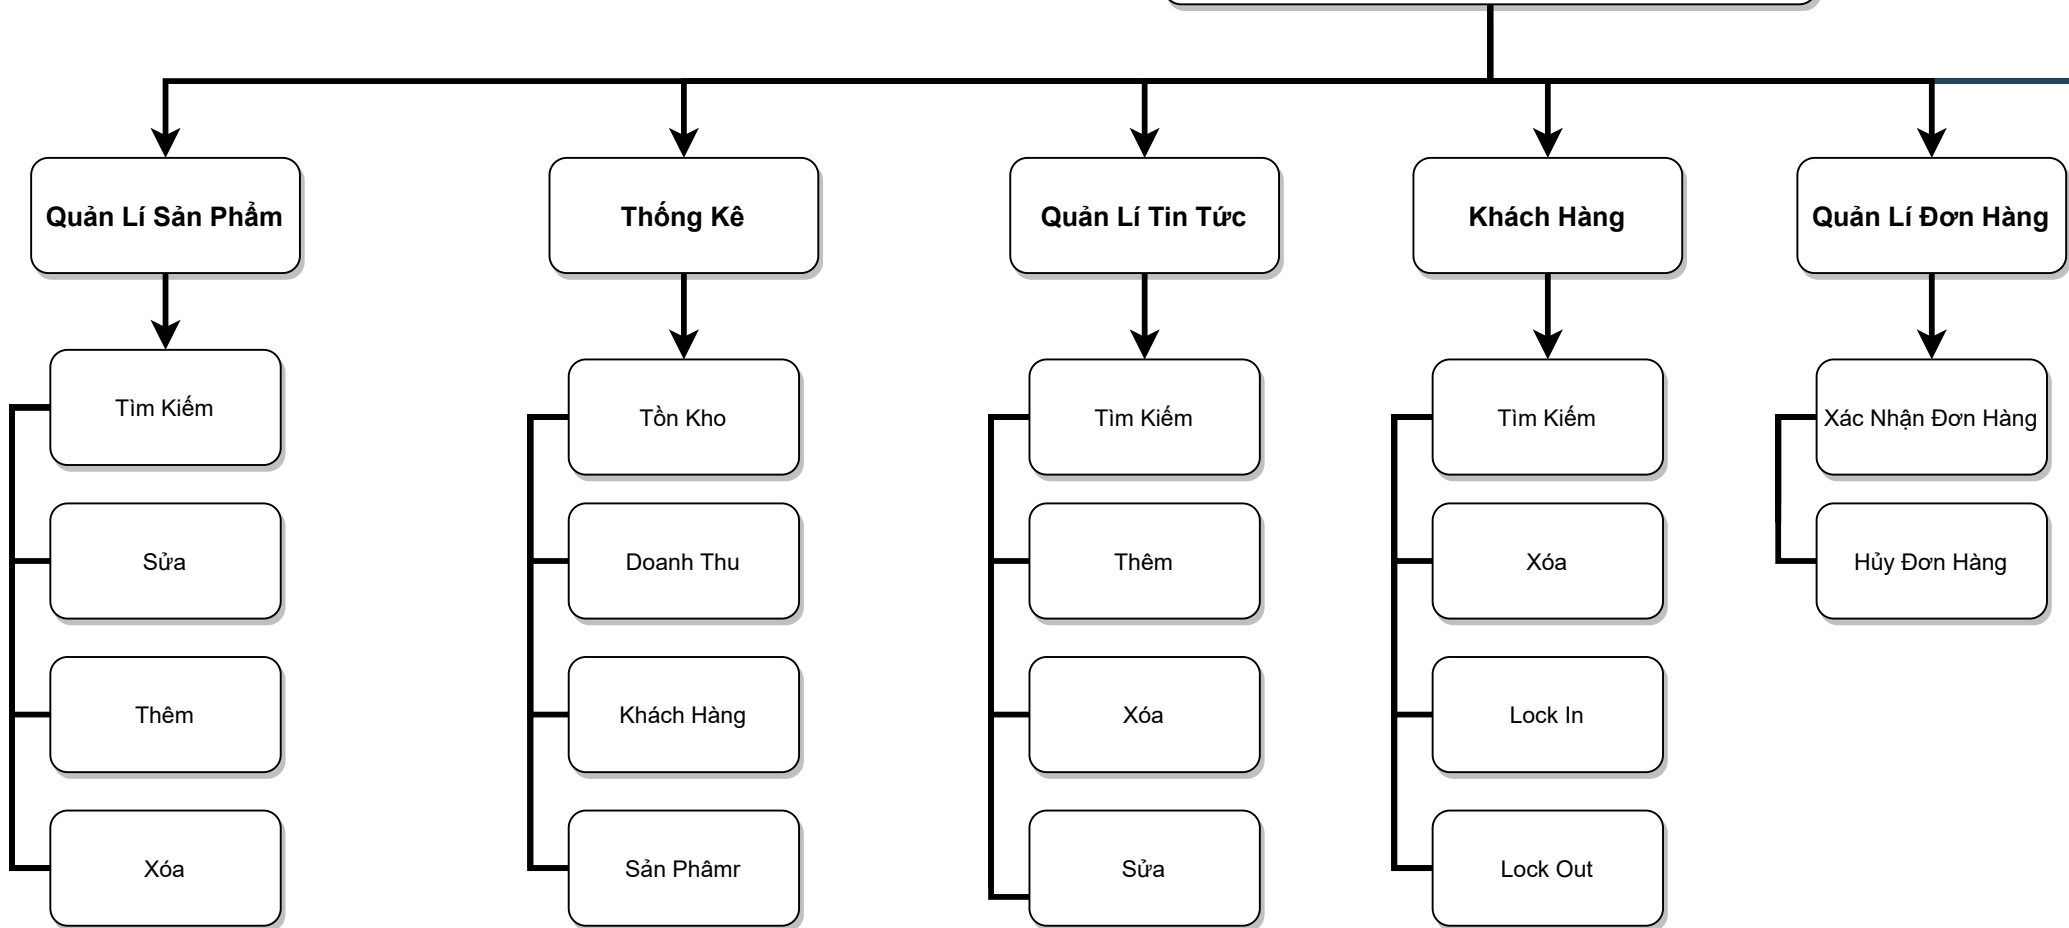 Quản Lí Sản Phẩm
Thống Kê
Quản Lí Tin Tức
Khách Hàng
Quản Lí Đơn Hàng
Tìm Kiếm
Tồn Kho
Tìm Kiếm
Tìm Kiếm
Xác Nhận Đơn Hàng
Sửa
Doanh Thu
Thêm
Xóa
Hủy Đơn Hàng
Thêm
Khách Hàng
Xóa
Lock In
Xóa
Sản Phâmr
Sửa
Lock Out